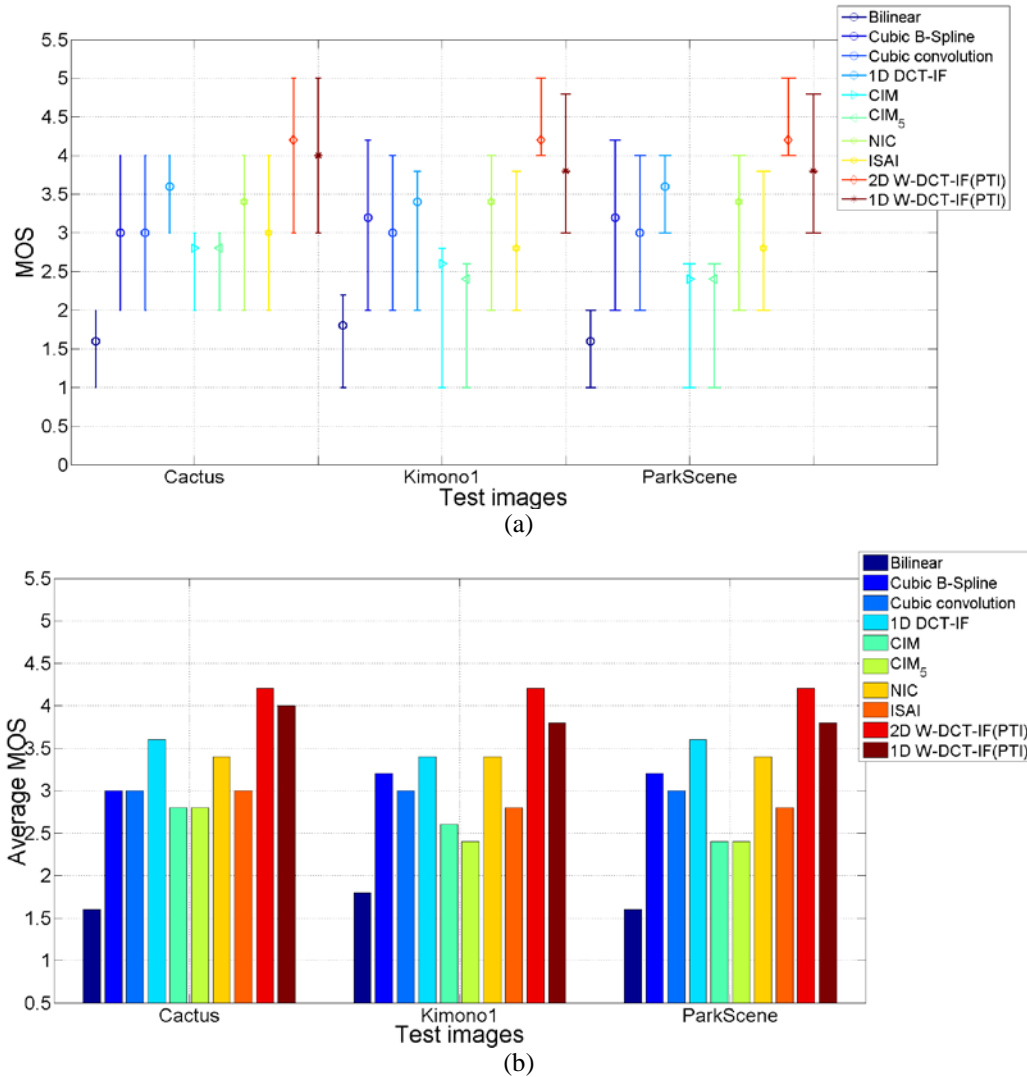 5.5
5
4.5
4
3.5
3
2.5
2
1.5
1
0.5
0
MOS
Cactus
Kimono1
ParkScene
Test images
Bilinear
Cubic B-Spline
Cubic convolution
1D DCT-IF
CIM
CIM5
NIC
ISAI
2D W-DCT-IF(PTI)
1D W-DCT-IF(PTI)
(a)
5.5
5
4.5
4
3.5
3
2.5
2
1.5
1
0.5
Average MOS
Cactus
Kimono1
ParkScene
Test images
Bilinear
Cubic B-Spline
Cubic convolution
1D DCT-IF
CIM
CIM5
NIC
ISAI
2D W-DCT-IF(PTI)
1D W-DCT-IF(PTI)
(b)